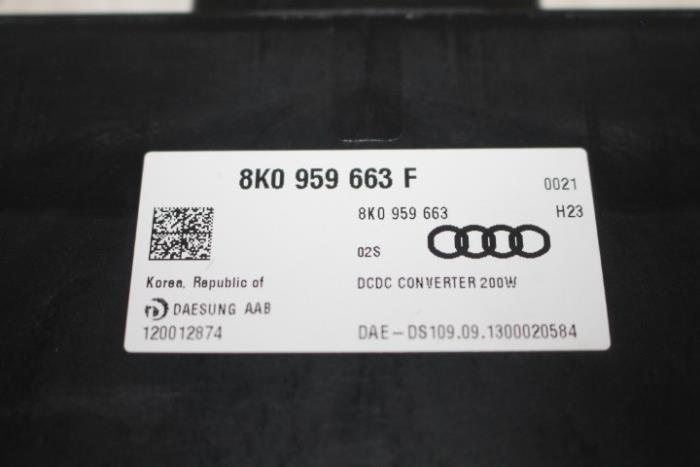 8K0 959 663 F 0021
8K0 959 663 H23
02S
Korea, Republic of DCDC CONVERTER 200W
DAESUNG AAB
120012874 DAE-DS109.09.1300020584